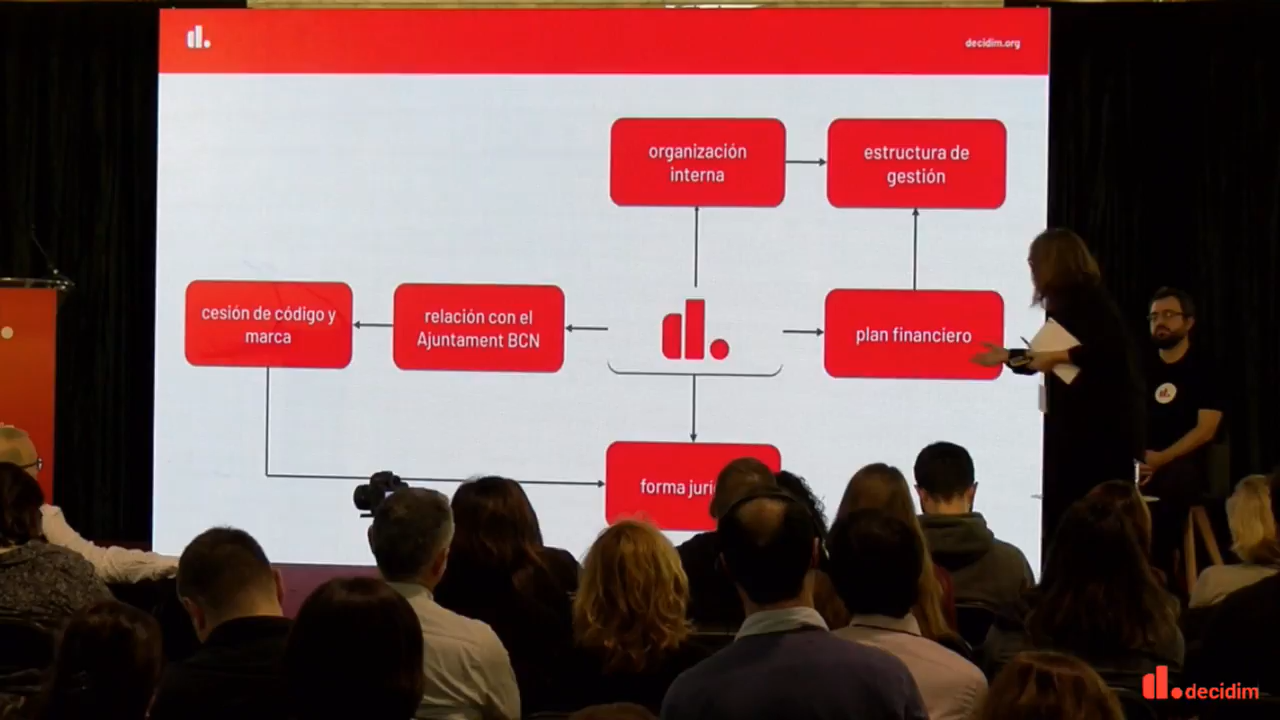 decidim.org
organización
interna
estructura de
gestión
cesión de código y
marca
relación con el
Ajuntament BCN
plan financiero
forma
decidim